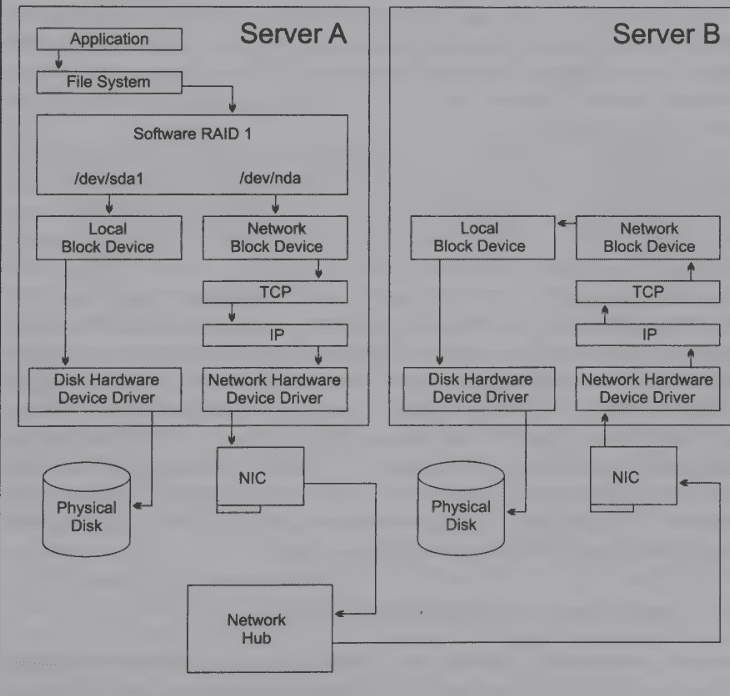 Server A
Application
File System
Software RAID 1
/dev/sda1
/dev/nda
Local
Block Device
Network
Block Device
TCP
IP
Disk Hardware
Device Driver
Network Hardware
Device Driver
Physical
Disk
NIC
Server B
Local
Block Device
Network
Block Device
TCP
IP
Disk Hardware
Device Driver
Network Hardware
Device Driver
Physical
Disk
NIC
Network
Hub